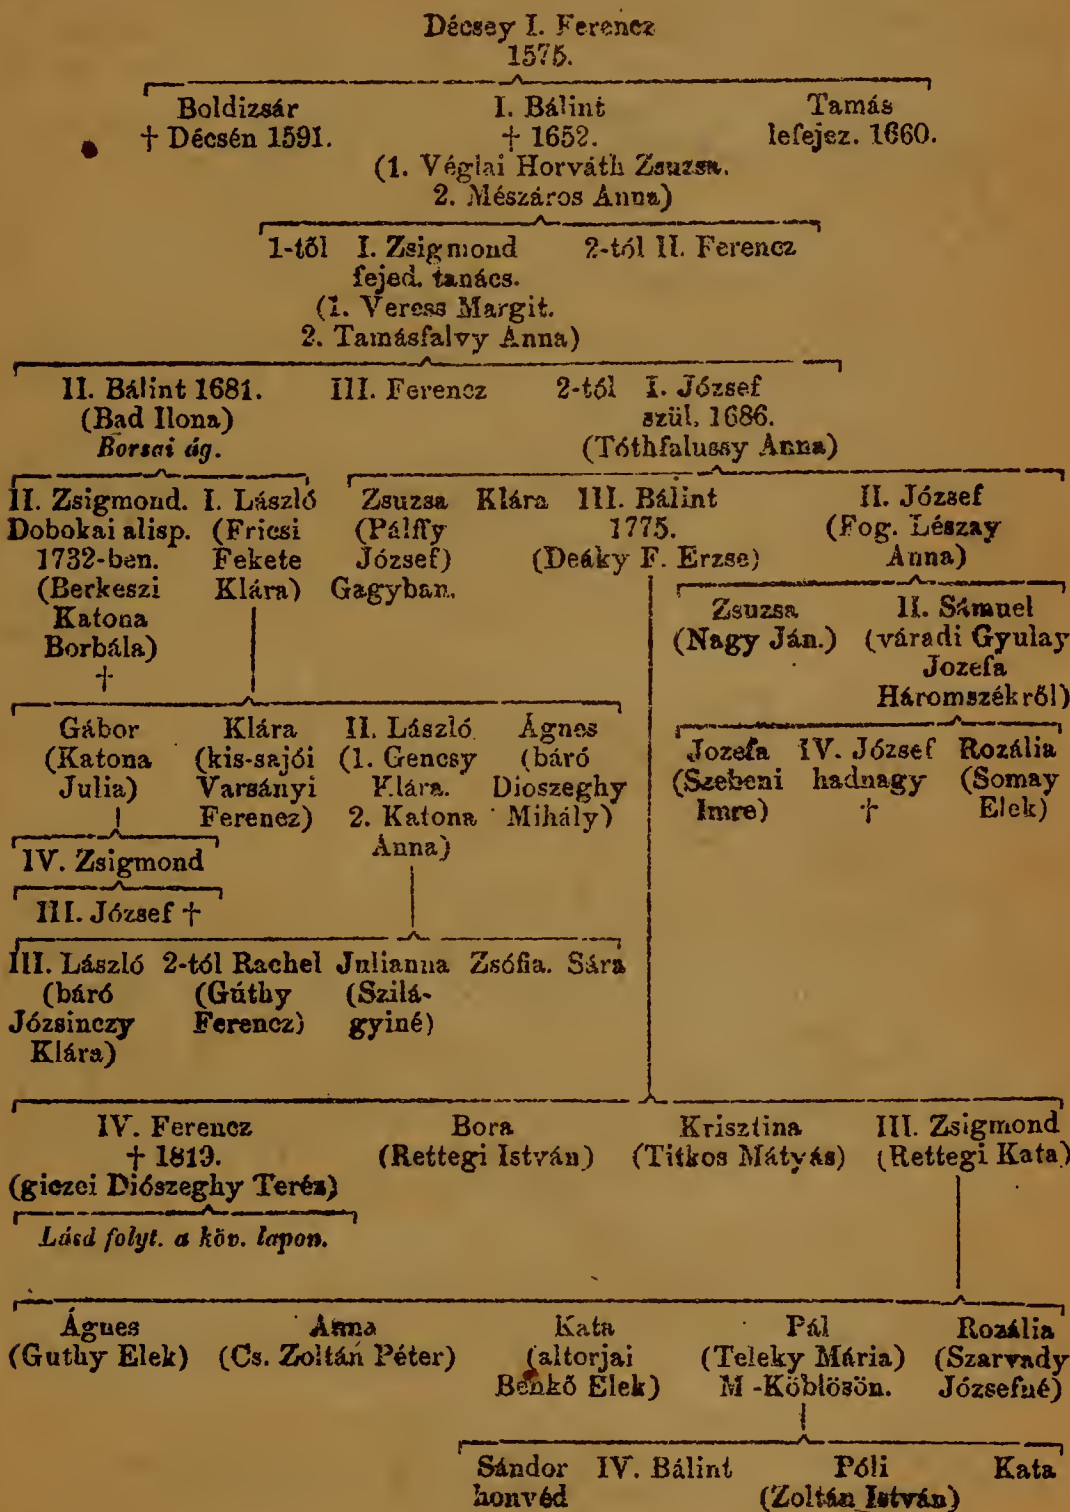 Décsey I. Ferencz
1575.
Boldizsár I. Bálint Tamás
† Décsén 1591. † 1652. lefejez. 1660.
(1. Véglai Horváth Zsuzsa.
2. Mészáros Anna)
1-től I. Zsigmond 2-tól II. Ferencz
fejed. tanács.
(1. Veress Margit.
2. Tamásfalvy Anna)
II. Bálint 1681. III. Ferencz 2-tól I. József
(Bad Ilona) szül. 1686.
Borsai ág. (Tóthfalussy Anna)
II. Zsigmond. I. László Zsuzsa Klára III. Bálint II. József
Dobokai alisp. (Fricsi (Pálffy 1775. (Fog. Lészay
1732-ben. Fekete József) (Deáky F. Erzse) Anna)
(Berkeszi Klára) Gagyban.
Katona Zsuzsa II. Sámuel
Borbála) (Nagy Ján.) (váradi Gyulay
† Jozefa
Háromszékről)
Gábor Klára II. László Ágnes
(Katona (kis-sajói (1. Gencsy (báró Jozefa IV. József Rozália
Julia) Varsányi Klára. Dioszeghy (Szebeni hadnagy (Somay
Ferencz) 2. Katona Mihály) Imre) † Elek)
Anna)
IV. Zsigmond
III. József †
III. László 2-tól Rachel Julianna Zsófia. Sára
(báró (Gúthy (Szilá-
Józsinczy Ferencz) gyiné)
Klára)
IV. Ferencz Bora Krisztina III. Zsigmond
† 1819. (Rettegi István) (Titkos Mátyás) (Rettegi Kata)
(giczei Diószeghy Teréz)
Lásd folyt. a köv. lapon.
Ágnes Anna Kata Pál Rozália
(Guthy Elek) (Cs. Zoltán Péter) (altorjai (Teleky Mária) (Szarvady
Benkő Elek) M-Köblösön. Józsefné)
Sándor IV. Bálint Póli Kata
honvéd (Zoltán István)